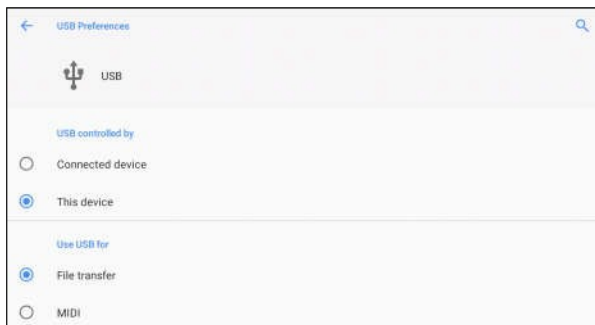 USB Preferences
USB
USB controlled by
Connected device
This device
Use USB for
File transfer
MIDI